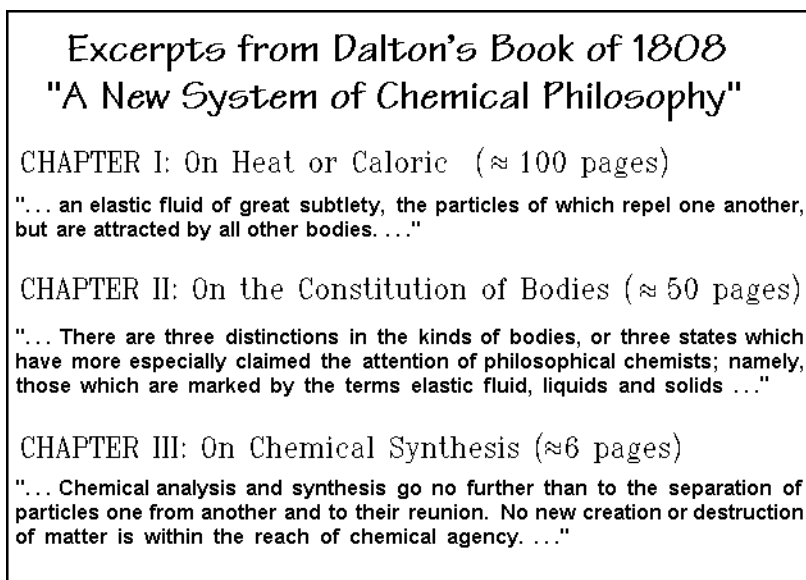 Excerpts from Dalton's Book of 1808
"A New System of Chemical Philosophy"
CHAPTER I: On Heat or Caloric (≈ 100 pages)
"... an elastic fluid of great subtlety, the particles of which repel one another,
but are attracted by all other bodies. ..."
CHAPTER II: On the Constitution of Bodies (≈ 50 pages)
"... There are three distinctions in the kinds of bodies, or three states which
have more especially claimed the attention of philosophical chemists; namely,
those which are marked by the terms elastic fluid, liquids and solids ..."
CHAPTER III: On Chemical Synthesis (≈6 pages)
"... Chemical analysis and synthesis go no further than to the separation of
particles one from another and to their reunion. No new creation or destruction
of matter is within the reach of chemical agency. ..."